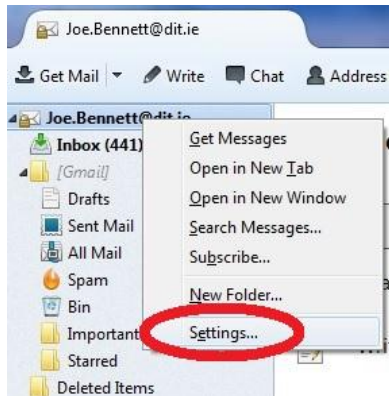 Joe.Bennett@dit.ie
Get Mail Write Chat Address
Joe.Bennett@dit.ie
Inbox (441)
[Gmail]
Drafts
Sent Mail
All Mail
Spam
Bin
Important
Starred
Deleted Items
Get Messages
Open in New Tab
Open in New Window
Search Messages...
Subscribe...
New Folder...
Settings...